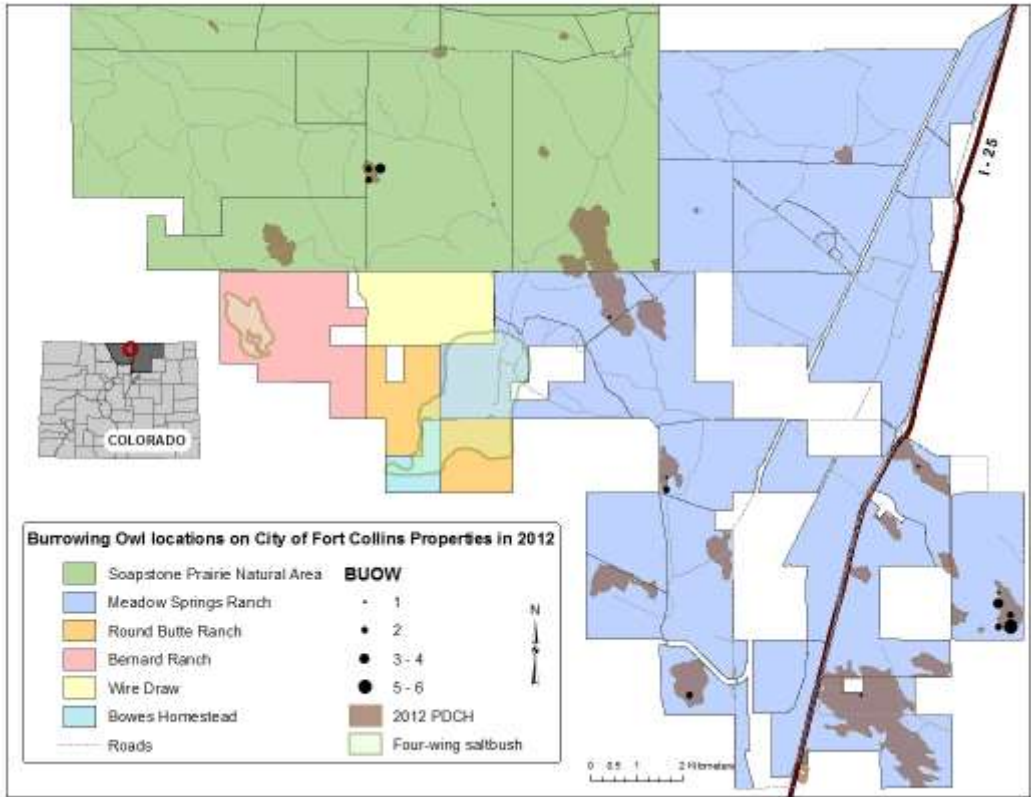 I - 25
COLORADO
Burrowing Owl locations on City of Fort Collins Properties in 2012
Soapstone Prairie Natural Area
Meadow Springs Ranch
Round Butte Ranch
Bernard Ranch
Wire Draw
Bowes Homestead
Roads
BUOW
1
2
3 - 4
5 - 6
2012 PDCH
Four-wing saltbush
N
0 0.5 1 2 Kilometers